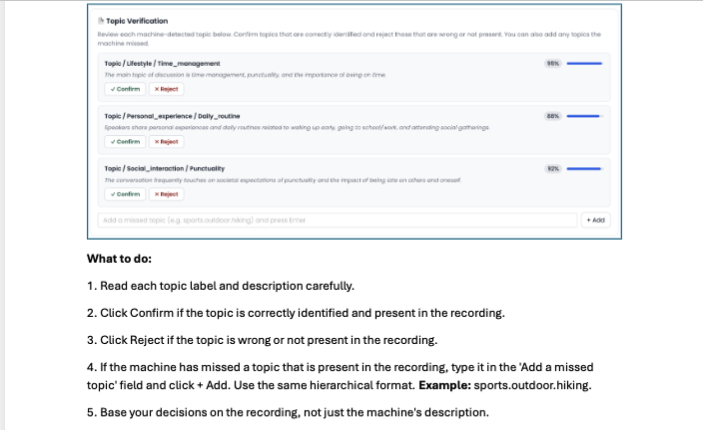 Topic Verification
Review each machine-detected topic below. Confirm topics that are correctly identified and reject those that are wrong or not present. You can also add any topics the
machine missed.
Topic / Lifestyle / Time_management
The main topic of discussion is time management, punctuality, and the importance of being on time.
✓ Confirm × Reject
Topic / Personal_experience / Daily_routine
88%
Speakers share personal experiences and daily routines related to waking up early, going to school/work, and attending social gatherings.
✓ Confirm × Reject
Topic / Social_interaction / Punctuality
92%
The conversation frequently touches on societal expectations of punctuality and the impact of being late on others and oneself.
✓ Confirm × Reject
Add a missed topic (e.g. sports.outdoor.hiking) and press Enter
+ Add
What to do:
1. Read each topic label and description carefully.
2. Click Confirm if the topic is correctly identified and present in the recording.
3. Click Reject if the topic is wrong or not present in the recording.
4. If the machine has missed a topic that is present in the recording, type it in the 'Add a missed
topic' field and click + Add. Use the same hierarchical format. Example: sports.outdoor.hiking.
5. Base your decisions on the recording, not just the machine's description.